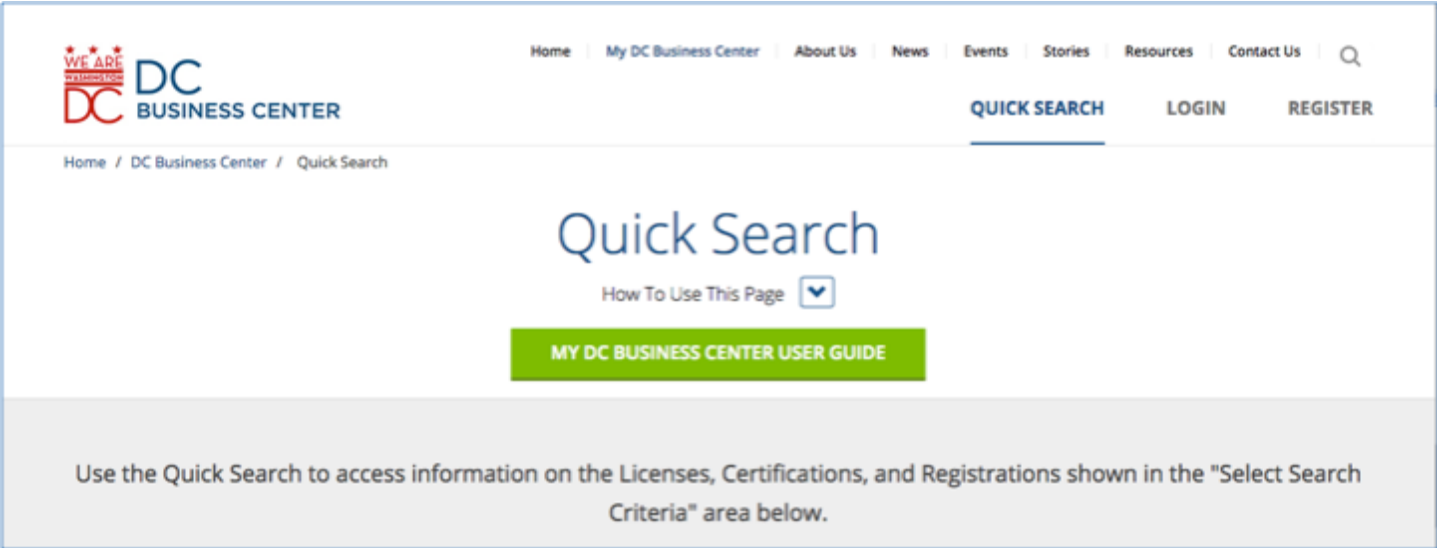 Home My DC Business Center About Us News Events Stories Resources Contact Us
WE ARE
WASHINGTON
DC
DC
BUSINESS CENTER
QUICK SEARCH LOGIN REGISTER
Home / DC Business Center / Quick Search
Quick Search
How To Use This Page
MY DC BUSINESS CENTER USER GUIDE
Use the Quick Search to access information on the Licenses, Certifications, and Registrations shown in the "Select Search
Criteria" area below.